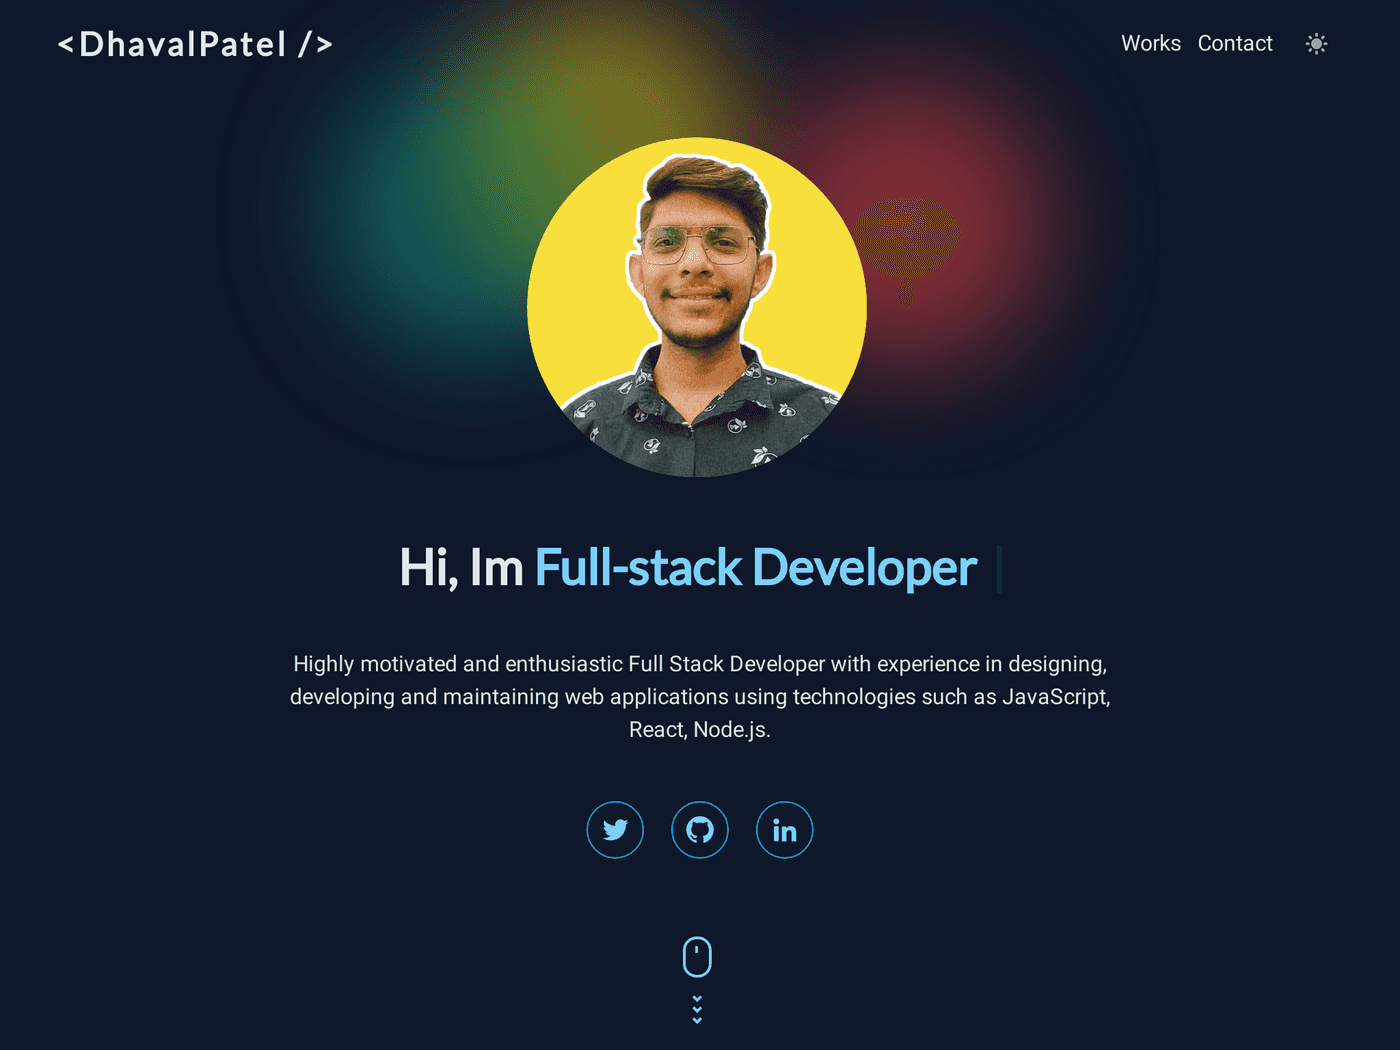 <DhavalPatel />
Works Contact
Hi, Im Full-stack Developer
Highly motivated and enthusiastic Full Stack Developer with experience in designing,
developing and maintaining web applications using technologies such as JavaScript,
React, Node.js.
in